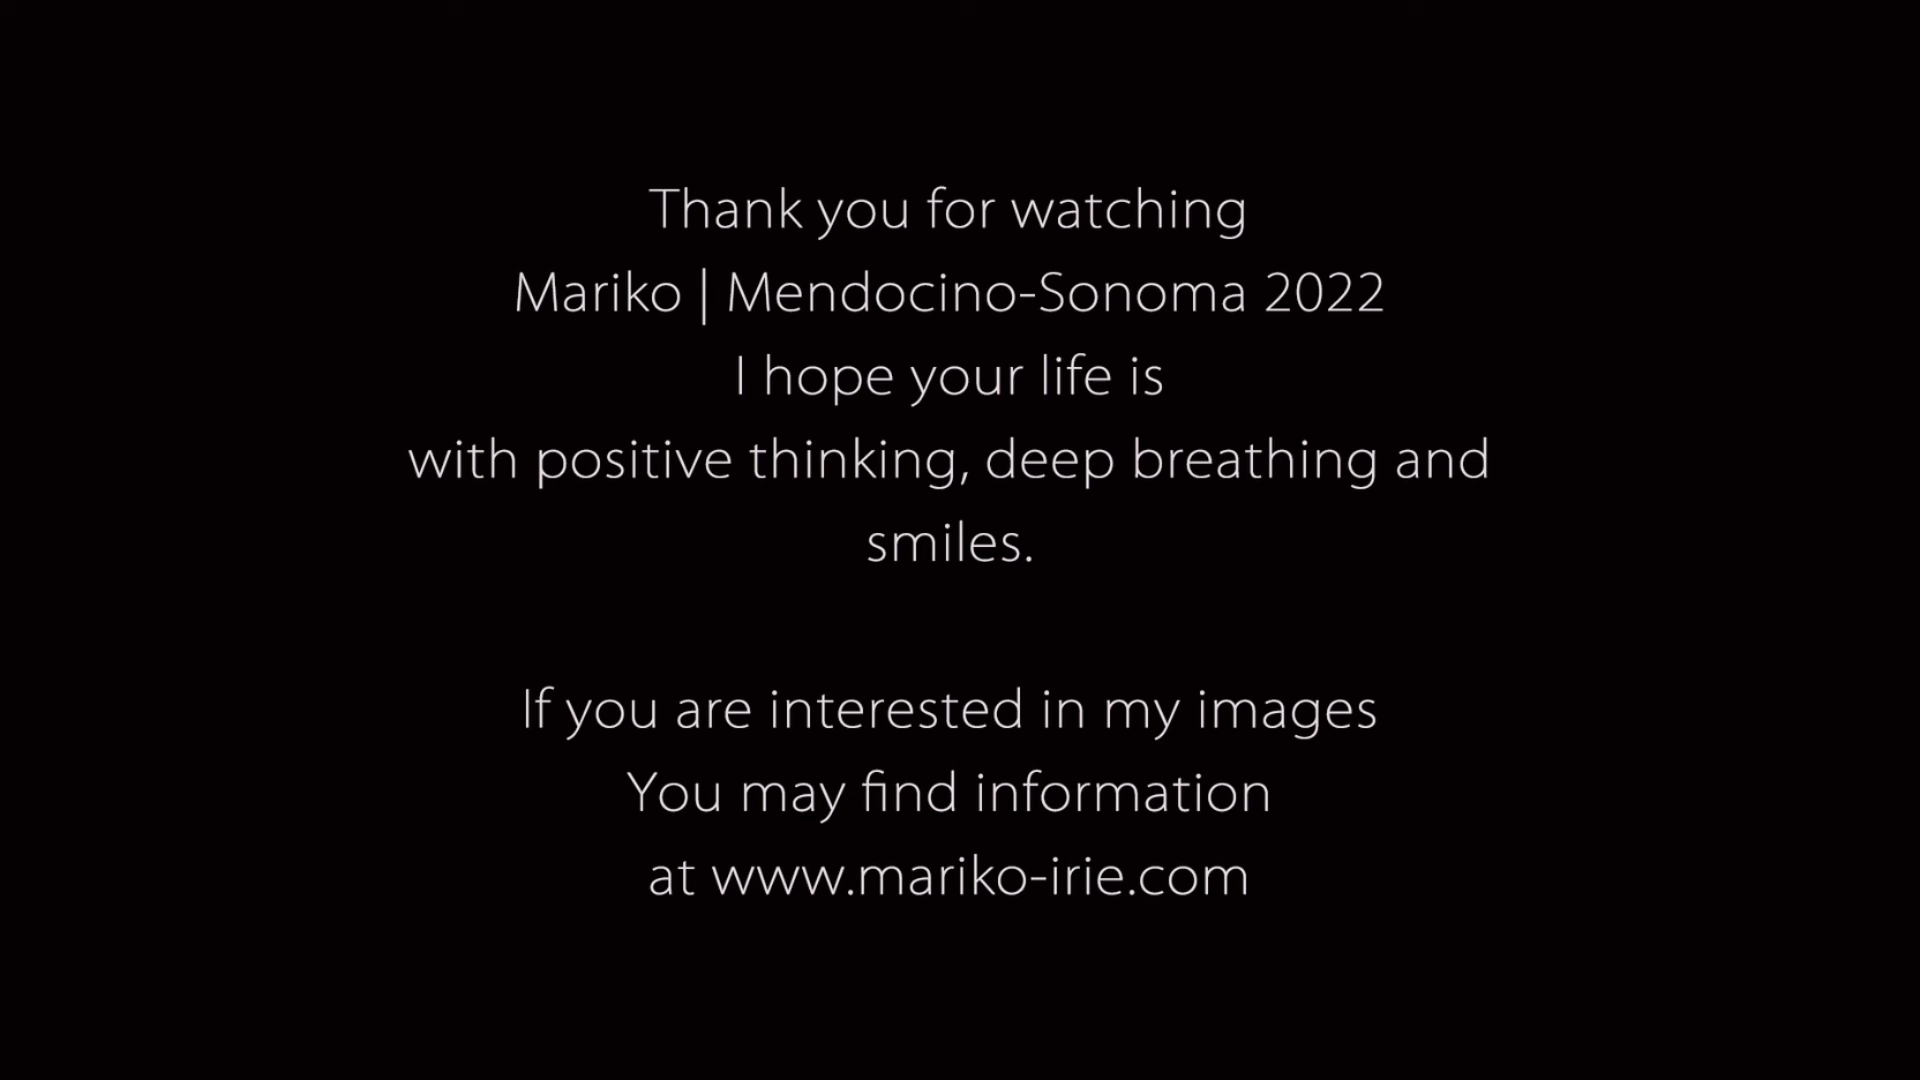 Thank you for watching
Mariko | Mendocino-Sonoma 2022
I hope your life is
with positive thinking, deep breathing and
smiles.
If you are interested in my images
You may find information
at www.mariko-irie.com